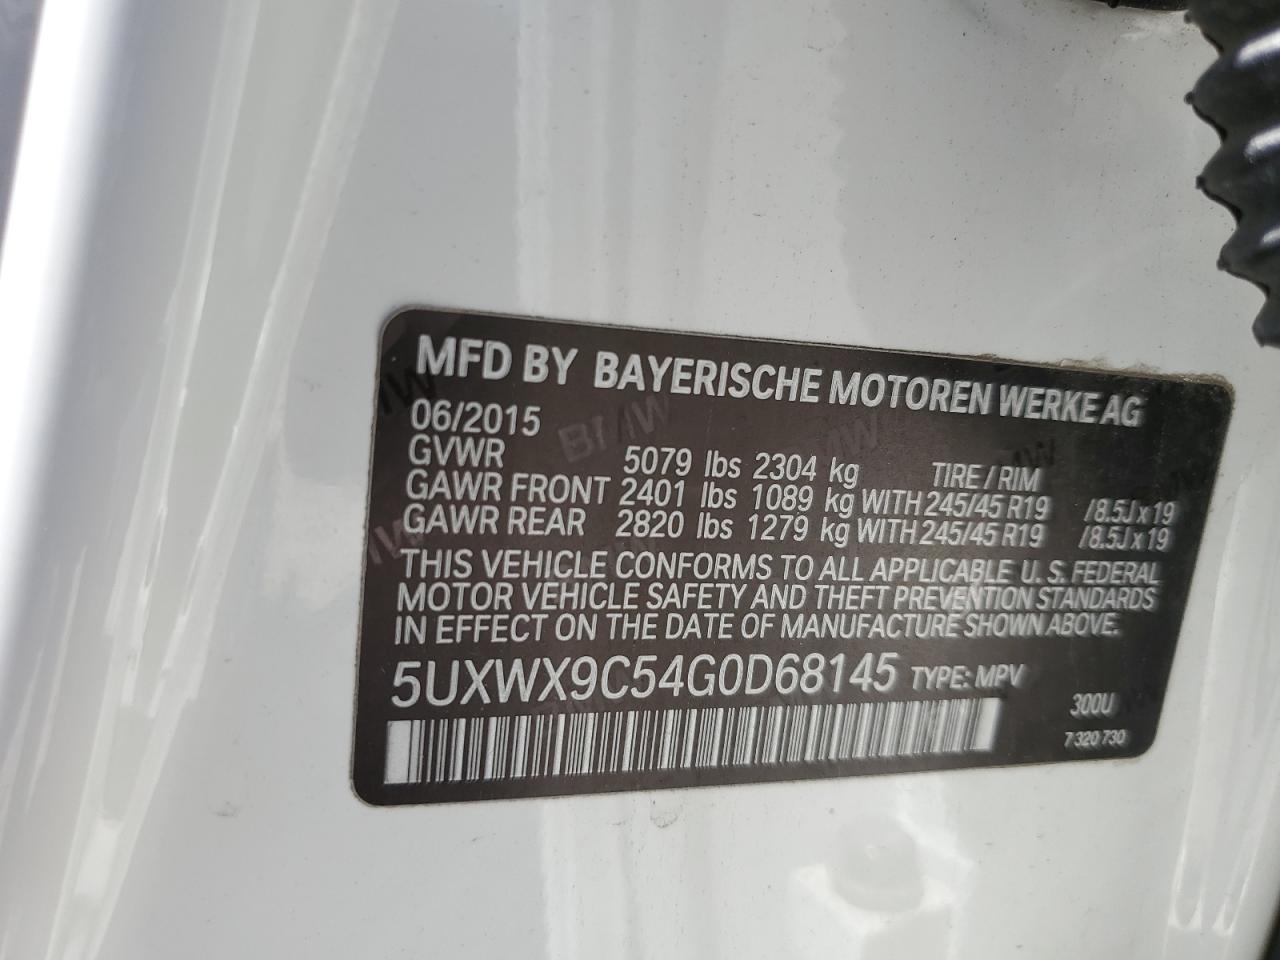 MFD BY BAYERISCHE MOTOREN WERKE AG
06/2015
GVWR 5079 lbs 2304 kg TIRE / RIM
GAWR FRONT 2401 lbs 1089 kg WITH 245/45 R19 /8.5J x 19
GAWR REAR 2820 lbs 1279 kg WITH 245/45 R19 /8.5J x 19
THIS VEHICLE CONFORMS TO ALL APPLICABLE U. S. FEDERAL
MOTOR VEHICLE SAFETY AND THEFT PREVENTION STANDARDS
IN EFFECT ON THE DATE OF MANUFACTURE SHOWN ABOVE.
5UXWX9C54G0D68145 TYPE: MPV
300U
7 320 730